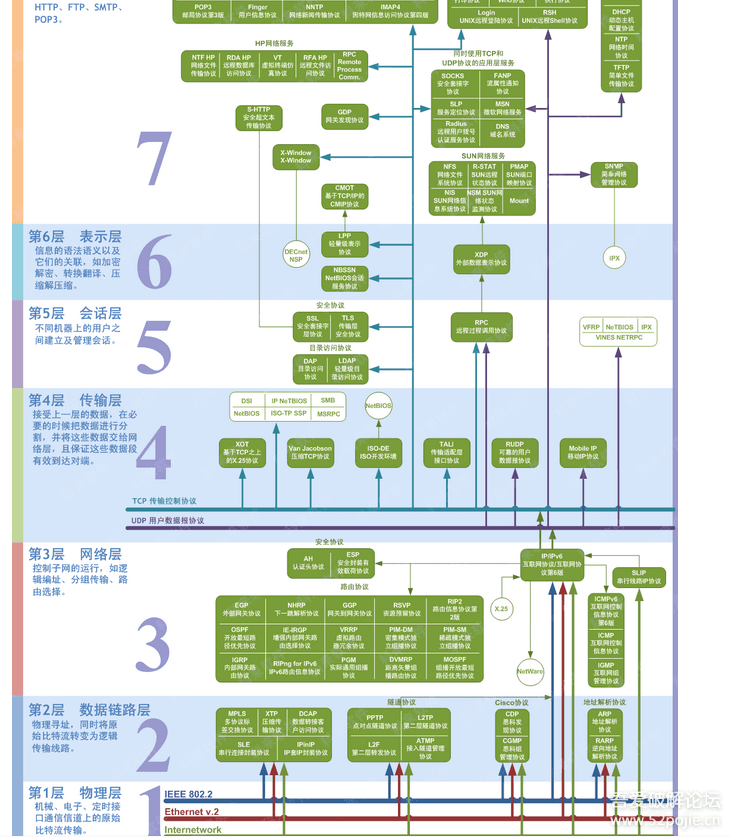 HTTP、FTP、SMTP、
POP3。
POP3
邮局协议第3版
Finger
用户信息协议
NNTP
网络新闻传输协议
IMAP4
因特网信息访问协议第四版
Login
UNIX远程登陆协议
RSH
UNIX远程Shell协议
DHCP
动态主机
配置协议
NTP
网络时间
协议
TFTP
简单文件
传输协议
HP网络服务
NTF HP
网络文件
传输协议
RDA HP
远程数据库
访问协议
VT
虚拟终端仿
真协议
RFA HP
远程文件访
问协议
RPC
Remote
Process
Comm.
同时使用TCP和
UDP协议的应用层服务
SOCKS
安全套接字
协议
FANP
流属性通知
协议
SLP
服务定位协议
MSN
微软网络服务
Radius
远程用户拨号
认证服务协议
DNS
域名系统
S-HTTP
安全超文本
传输协议
GDP
网关发现协议
X-Window
X-Window
SUN网络服务
NFS
网络文件
系统协议
R-STAT
SUN远程
状态协议
PMAP
SUN端口
映射协议
NIS
SUN网络信
息系统协议
NSM SUN网
络状态
监测协议
Mount
SNMP
简单网络
管理协议
CMOT
基于TCP/IP的
CMIP协议
7
第6层 表示层
信息的语法语义以及
它们的关联，如加密
解密、转换翻译、压
缩解压缩。
6
LPP
轻量级表示
协议
DECnet
NSP
NBSSN
NetBIOS会话
服务协议
XDP
外部数据表示协议
IPX
第5层 会话层
不同机器上的用户之
间建立及管理会话。
5
安全协议
SSL
安全套接字
层协议
TLS
传输层
安全协议
目录访问协议
DAP
目录访问
协议
LDAP
轻量级目
录访问协议
RPC
远程过程调用协议
VFRP
NeTBIOS
IPX
VINES NETRPC
第4层 传输层
接受上一层的数据，在必
要的时候把数据进行分
割，并将这些数据交给网
络层，且保证这些数据段
有效到达对端。
4
DSI
IP NeTBIOS
SMB
NetBIOS
ISO-TP SSP
MSRPC
NetBIOS
XOT
基于TCP之上
的X.25协议
Van Jacobson
压缩TCP协议
ISO-DE
ISO开发环境
TALI
传输适配层
接口协议
RUDP
可靠的用户
数据报协议
Mobile IP
移动IP协议
TCP 传输控制协议
UDP 用户数据报协议
第3层 网络层
控制子网的运行，如逻
辑编址、分组传输、路
由选择。
3
安全协议
AH
认证头协议
ESP
安全封装有
效载荷协议
IP/IPv6
互联网协议/互联网协
议第6版
SLIP
串行线路IP协议
路由协议
EGP
外部网关协议
NHRP
下一跳解析协议
GGP
网关到网关协议
RSVP
资源预留协议
RIP2
路由信息协议第
2版
OSPF
开放最短路
径优先协议
IE-IRGP
增强内部网关路
由选择协议
VRRP
虚拟路由
器冗余协议
PIM-DM
密集模式独
立组播协议
PIM-SM
稀疏模式独
立组播协议
IGRP
内部网关路
由协议
RIPng for IPv6
IPv6路由信息协议
PGM
实际通用组播
协议
DVMRP
距离矢量组
播路由协议
MOSPF
组播开放最短
路径优先协议
X.25
NetWare
ICMPv6
互联网控制
信息协议
第6版
ICMP
互联网控制
信息协议
IGMP
互联网组
管理协议
第2层 数据链路层
物理寻址，同时将原
始比特流转变为逻辑
传输线路。
2
MPLS
多协议标
签交换协议
XTP
压缩传
输协议
DCAP
数据转接客
户访问协议
SLE
串行连接封装协议
IPinIP
IP套IP封装协议
隧道协议
PPTP
点对点隧道协议
L2TP
第二层隧道协议
L2F
第二层转发协议
ATMP
接入隧道管理
协议
Cisco协议
CDP
思科发
现协议
CGMP
思科组
管理协议
地址解析协议
ARP
地址解析
协议
RARP
逆向地址
解析协议
第1层 物理层
机械、电子、定时接
口通信信道上的原始
比特流传输。
1
IEEE 802.2
Ethernet v.2
Internetwork
吾爱破解论坛
www.52pojie.cn